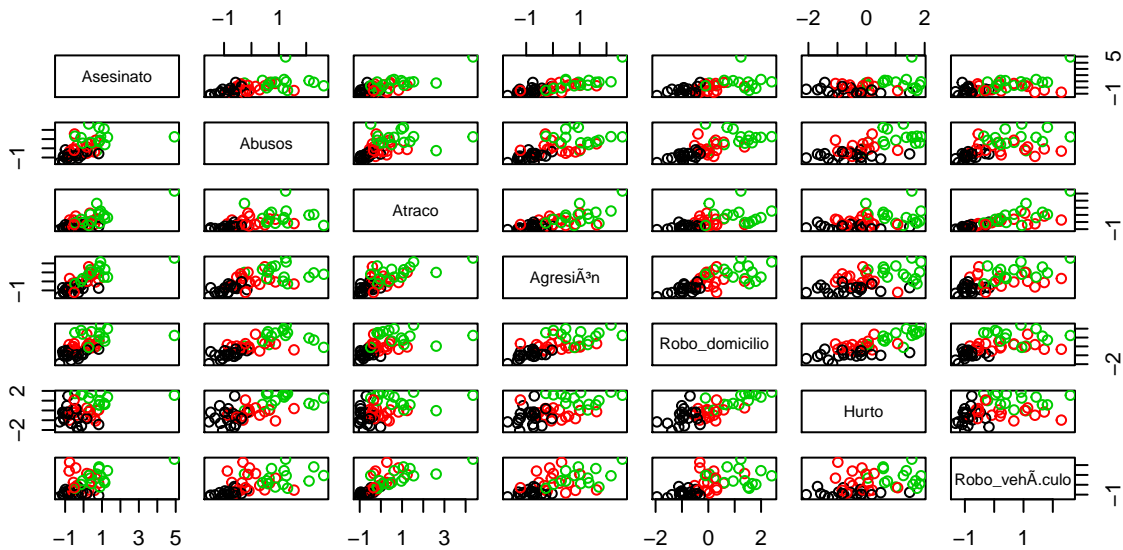 −1 1 −1 1 −2 0 2
Asesinato −1 5
−1 Abusos
Atraco −1
−1 AgresiÃ³n
Robo_domicilio −2
−2 2 Hurto
Robo_vehÃ.culo −1
−1 1 3 5 −1 1 3 −2 0 2 −1 1